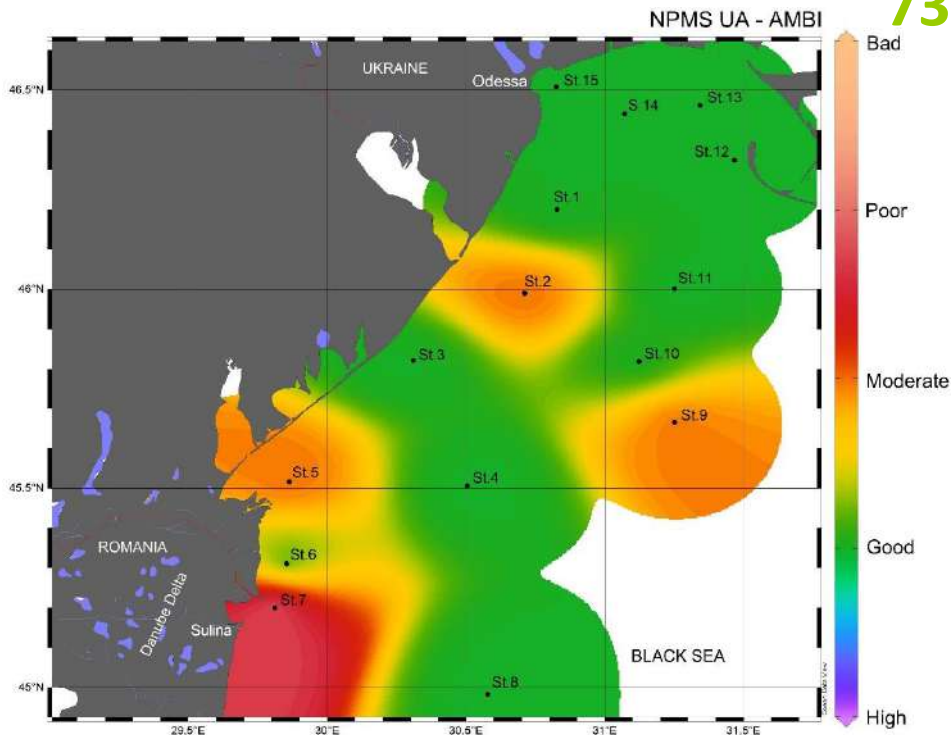 73
NPMS UA - AMBI
Bad
UKRAINE
Odessa
St.15
46.5°N
S 14
St.13
St.12
Poor
St.1
St.2
St.11
46°N
St.3
St.10
Moderate
St.9
St.5
St.4
45.5°N
ROMANIA
St.6
Good
Danube Delta
St.7
Sulina
BLACK SEA
St.8
45°N
High
29.5°E
30°E
30.5°E
31°E
31.5°E